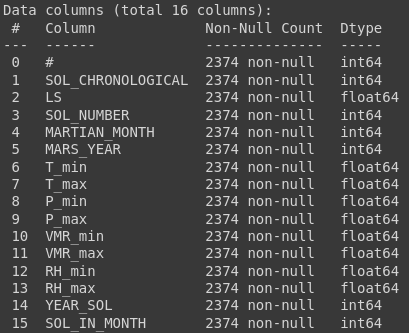 Data columns (total 16 columns):
 #   Column             Non-Null Count  Dtype
---  ------             --------------  -----
 0   #                  2374 non-null   int64
 1   SOL_CHRONOLOGICAL  2374 non-null   int64
 2   LS                 2374 non-null   float64
 3   SOL_NUMBER         2374 non-null   int64
 4   MARTIAN_MONTH      2374 non-null   int64
 5   MARS_YEAR          2374 non-null   int64
 6   T_min              2374 non-null   float64
 7   T_max              2374 non-null   float64
 8   P_min              2374 non-null   float64
 9   P_max              2374 non-null   float64
 10  VMR_min            2374 non-null   float64
 11  VMR_max            2374 non-null   float64
 12  RH_min             2374 non-null   float64
 13  RH_max             2374 non-null   float64
 14  YEAR_SOL           2374 non-null   int64
 15  SOL_IN_MONTH       2374 non-null   int64